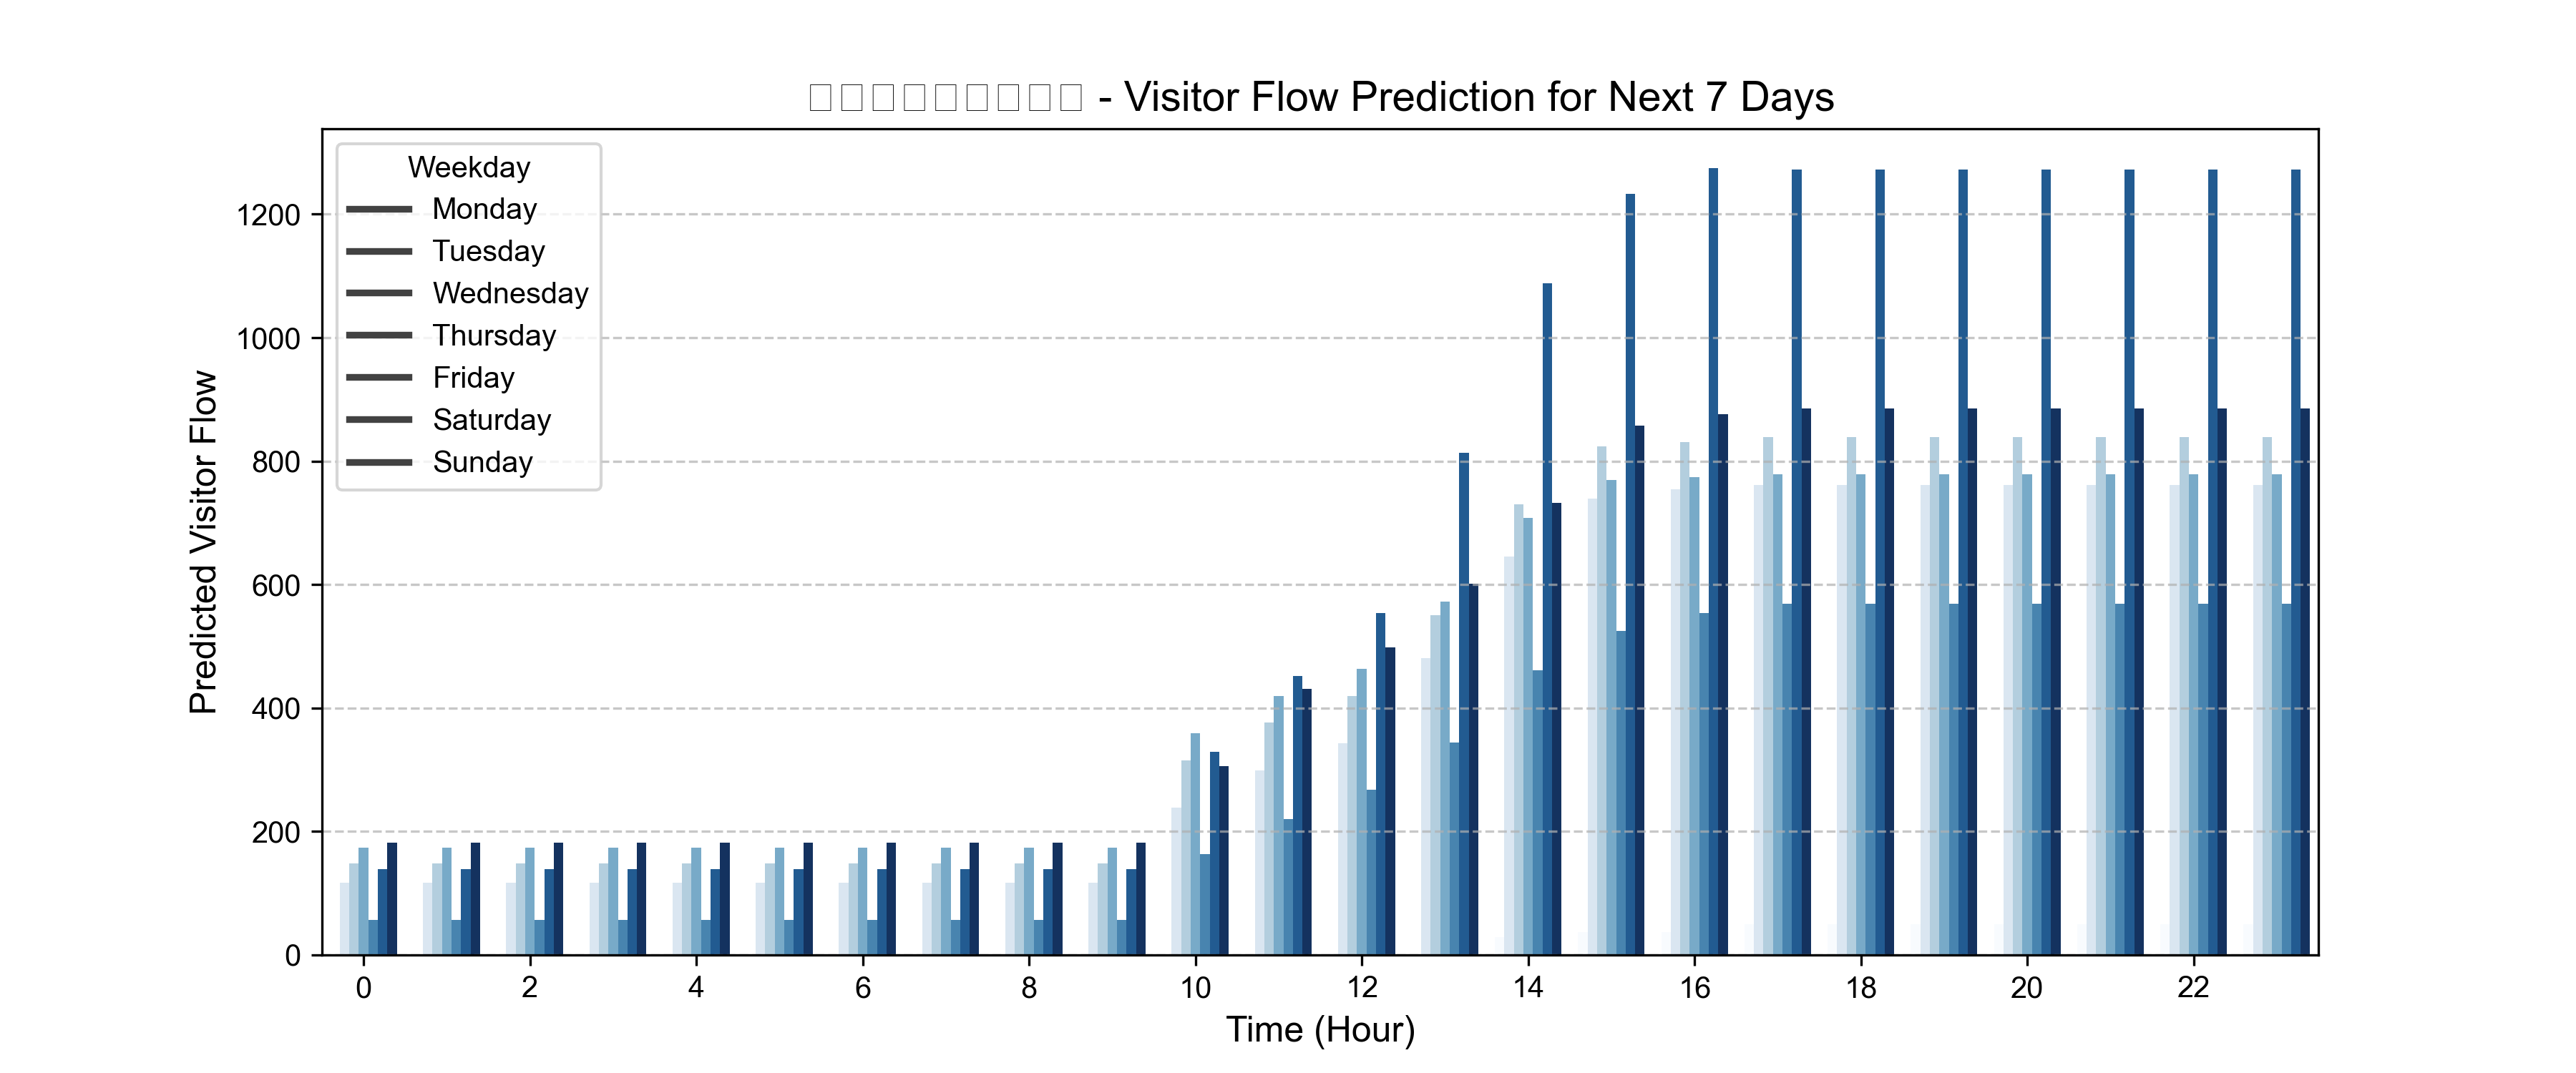 - Visitor Flow Prediction for Next 7 Days
Weekday
Monday
Tuesday
Wednesday
Thursday
Friday
Saturday
Sunday
Predicted Visitor Flow
1200
1000
800
600
400
200
0
0 2 4 6 8 10 12 14 16 18 20 22
Time (Hour)